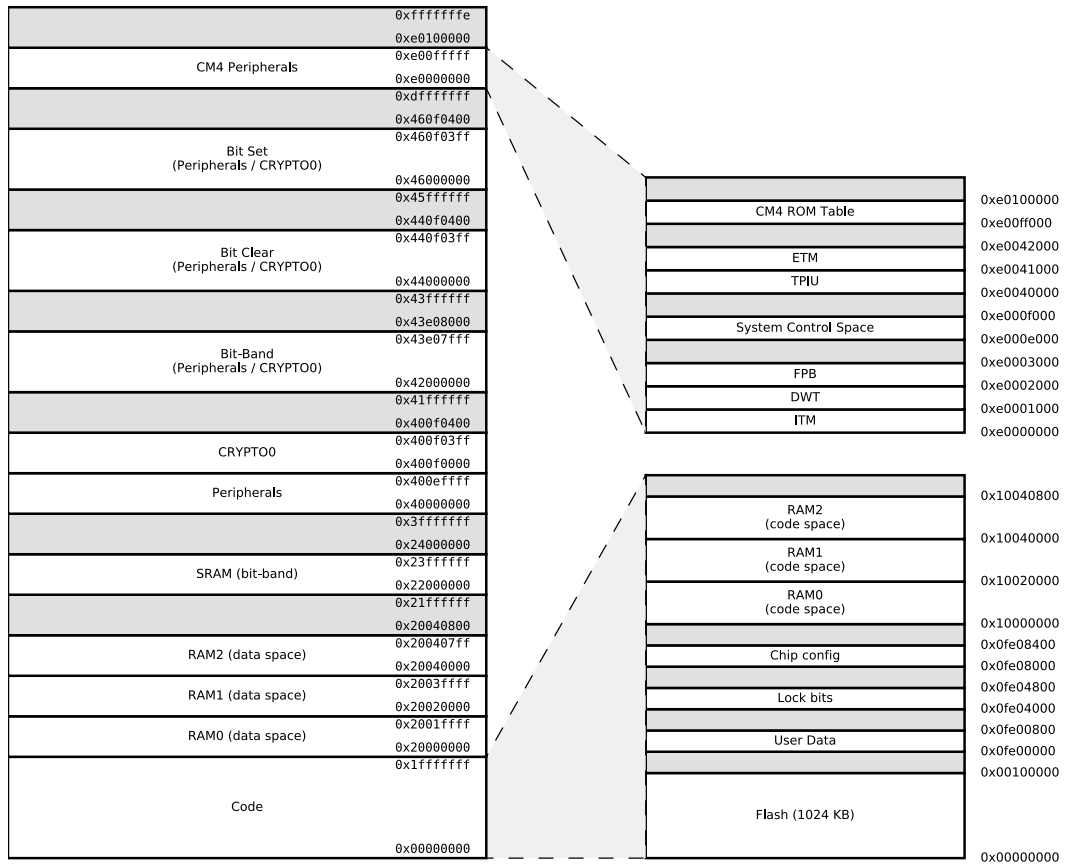 0xfffffffe
0xe0100000
0xe00fffff
CM4 Peripherals
0xe0000000
0xdfffffff
0x460f0400
0x460f03ff
Bit Set
(Peripherals / CRYPTO0)
0x46000000
0x45ffffff
0x440f0400
0x440f03ff
Bit Clear
(Peripherals / CRYPTO0)
0x44000000
0x43ffffff
0x43e08000
0x43e07fff
Bit-Band
(Peripherals / CRYPTO0)
0x42000000
0x41ffffff
0x400f0400
0x400f03ff
CRYPTO0
0x400f0000
0x400effff
Peripherals
0x40000000
0x3fffffff
0x24000000
0x23ffffff
SRAM (bit-band)
0x22000000
0x21ffffff
0x20040800
0x200407ff
RAM2 (data space)
0x20040000
0x2003ffff
RAM1 (data space)
0x20020000
0x2001ffff
RAM0 (data space)
0x20000000
0x1fffffff
Code
0x00000000
0xe0100000
CM4 ROM Table
0xe00ff000
0xe0042000
ETM
0xe0041000
TPIU
0xe0040000
0xe000f000
System Control Space
0xe000e000
0xe0003000
FPB
0xe0002000
DWT
0xe0001000
ITM
0xe0000000
0x10040800
RAM2
(code space)
0x10040000
RAM1
(code space)
0x10020000
RAM0
(code space)
0x10000000
0x0fe08400
Chip config
0x0fe08000
0x0fe04800
Lock bits
0x0fe04000
0x0fe00800
User Data
0x0fe00000
0x00100000
Flash (1024 KB)
0x00000000